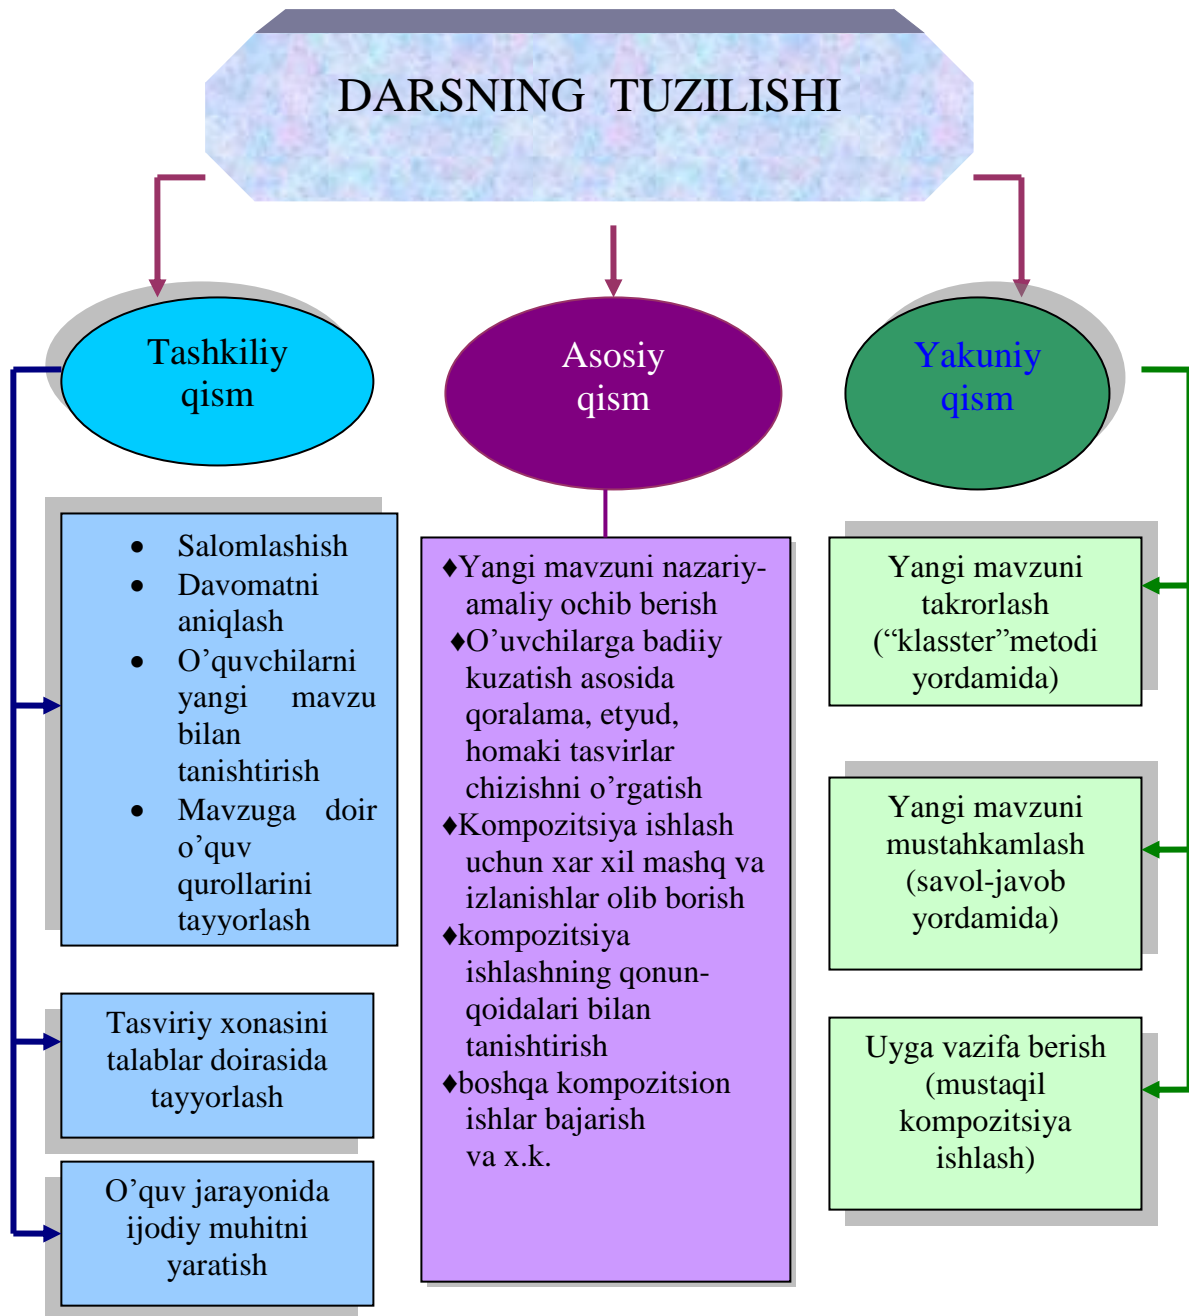 DARSNING TUZILISHI
Tashkiliy
qism
• Salomlashish
• Davomatni
aniqlash
• O’quvchilarni
yangi mavzu
bilan
tanishtirish
• Mavzuga doir
o’quv
qurollarini
tayyorlash
Tasviriy xonasini
talablar doirasida
tayyorlash
O’quv jarayonida
ijodiy muhitni
yaratish
Asosiy
qism
♦Yangi mavzuni nazariy-
amaliy ochib berish
♦O’uvchilarga badiiy
kuzatish asosida
qoralama, etyud,
homaki tasvirlar
chizishni o’rgatish
♦Kompozitsiya ishlash
uchun xar xil mashq va
izlanishlar olib borish
♦kompozitsiya
ishlashning qonun-
qoidalari bilan
tanishtirish
♦boshqa kompozitsion
ishlar bajarish
va x.k.
Yakuniy
qism
Yangi mavzuni
takrorlash
(“klasster”metodi
yordamida)
Yangi mavzuni
mustahkamlash
(savol-javob
yordamida)
Uyga vazifa berish
(mustaqil
kompozitsiya
ishlash)